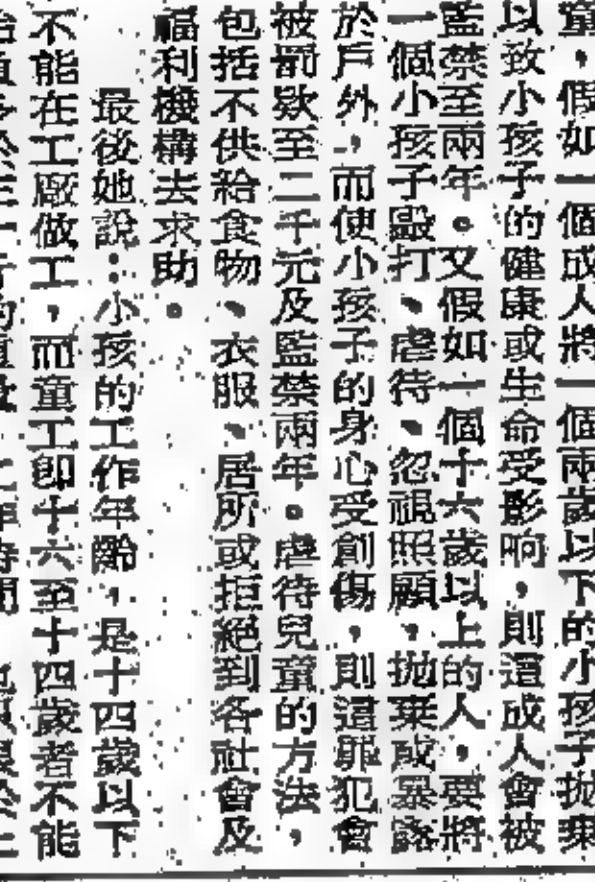 童，假如一個成人將一個兩歲以下的小孩子拋棄
以致小孩子的健康或生命受影响，則這成人會被
監禁至兩年。又假如一個十六歲以上的人，要將
一個小孩子毆打、虐待、忽視照顧，拋棄或暴露
於戶外，而使小孩子的身心受創傷，則這罪犯會
被罰欵至二千元及監禁兩年。虐待兒童的方法，
包括不供給食物、衣服、居所或拒絕到各社會及
福利機構去求助。
最後她說：小孩的工作年齡，是十四歲以下
不能在工廠做工，而童工卽十六至十四歲者不能